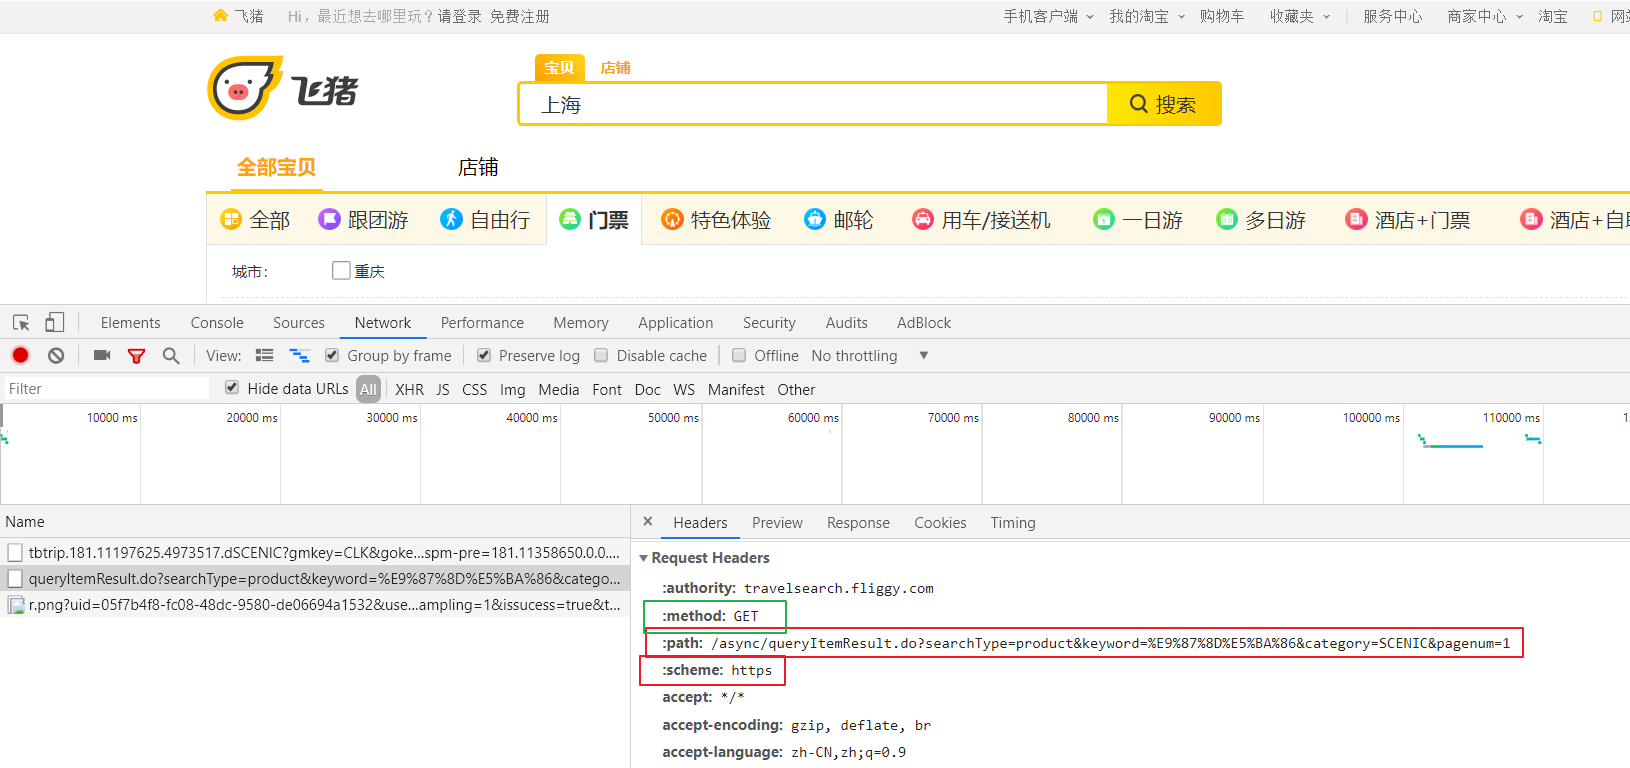 飞猪 Hi，最近想去哪里玩？请登录 免费注册 手机客户端 我的淘宝 购物车 收藏夹 服务中心 商家中心 淘宝
飞猪
宝贝 店铺
上海 搜索
全部宝贝 店铺
全部 跟团游 自由行 门票 特色体验 邮轮 用车/接送机 一日游 多日游 酒店+门票 酒店+自
城市： 重庆
Elements Console Sources Network Performance Memory Application Security Audits AdBlock
View: Group by frame Preserve log Disable cache Offline No throttling
Filter Hide data URLs All XHR JS CSS Img Media Font Doc WS Manifest Other
10000 ms 20000 ms 30000 ms 40000 ms 50000 ms 60000 ms 70000 ms 80000 ms 90000 ms 100000 ms 110000 ms
Name
tbtrip.181.11197625.4973517.dSCENIC?gmkey=CLK&goke...spm-pre=181.11358650.0.0....
queryItemResult.do?searchType=product&keyword=%E9%87%8D%E5%BA%86&catego...
r.png?uid=05f7b4f8-fc08-48dc-9580-de06694a1532&use...ampling=1&issucess=true&t...
Headers Preview Response Cookies Timing
Request Headers
:authority: travelsearch.fliggy.com
:method: GET
:path: /async/queryItemResult.do?searchType=product&keyword=%E9%87%8D%E5%BA%86&category=SCENIC&pagenum=1
:scheme: https
accept: */*
accept-encoding: gzip, deflate, br
accept-language: zh-CN,zh;q=0.9